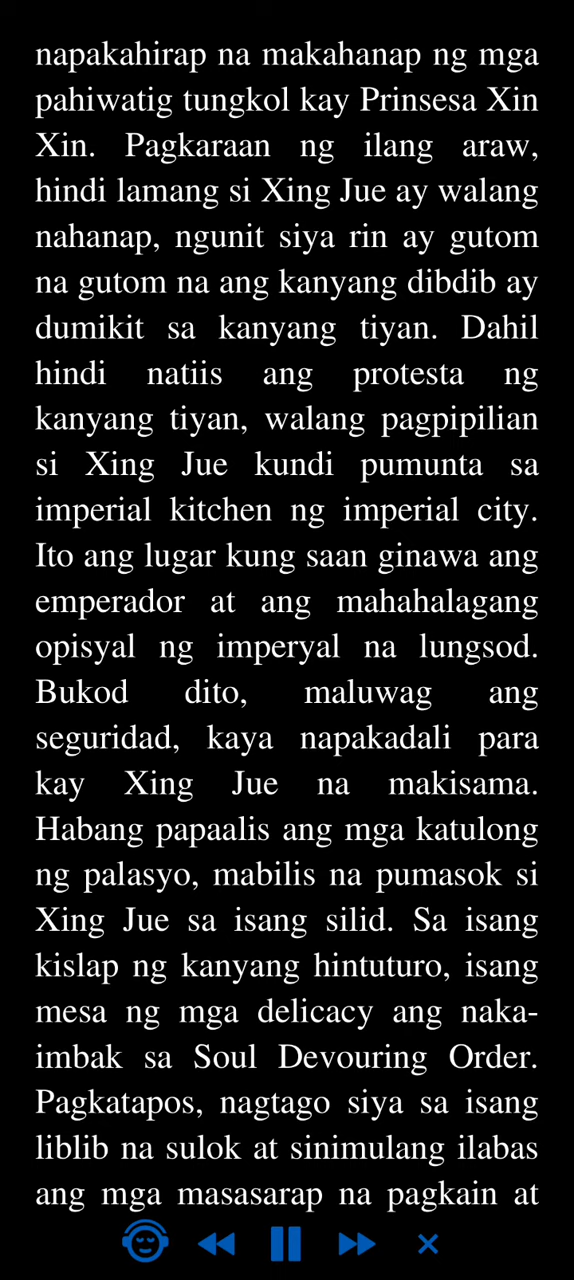 napakahirap na makahanap ng mga
pahiwatig tungkol kay Prinsesa Xin
Xin. Pagkaraan ng ilang araw,
hindi lamang si Xing Jue ay walang
nahanap, ngunit siya rin ay gutom
na gutom na ang kanyang dibdib ay
dumikit sa kanyang tiyan. Dahil
hindi natiis ang protesta ng
kanyang tiyan, walang pagpipilian
si Xing Jue kundi pumunta sa
imperial kitchen ng imperial city.
Ito ang lugar kung saan ginawa ang
emperador at ang mahahalagang
opisyal ng imperyal na lungsod.
Bukod dito, maluwag ang
seguridad, kaya napakadali para
kay Xing Jue na makisama.
Habang papaalis ang mga katulong
ng palasyo, mabilis na pumasok si
Xing Jue sa isang silid. Sa isang
kislap ng kanyang hintuturo, isang
mesa ng mga delicacy ang naka-
imbak sa Soul Devouring Order.
Pagkatapos, nagtago siya sa isang
liblib na sulok at sinimulang ilabas
ang mga masasarap na pagkain at